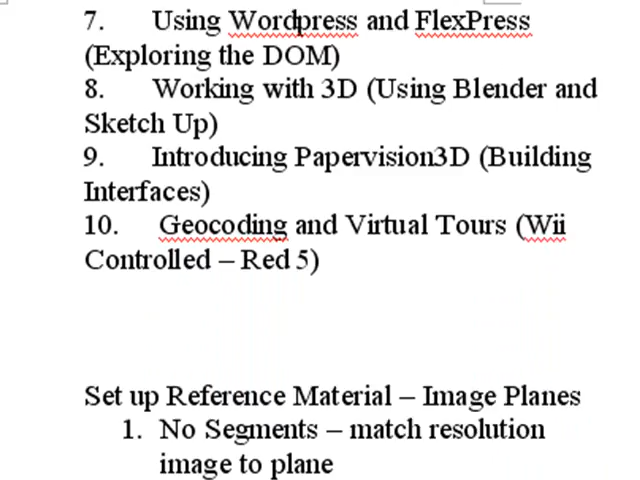 7. Using Wordpress and FlexPress
(Exploring the DOM)
8. Working with 3D (Using Blender and
Sketch Up)
9. Introducing Papervision3D (Building
Interfaces)
10. Geocoding and Virtual Tours (Wii
Controlled – Red 5)
Set up Reference Material – Image Planes
1. No Segments – match resolution
image to plane